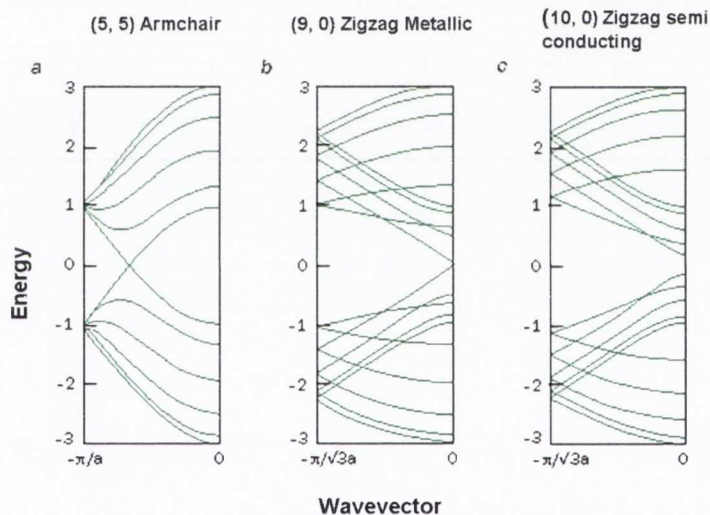 (5, 5) Armchair
(9, 0) Zigzag Metallic
(10, 0) Zigzag semi
conducting
a
b
c
3
2
1
0
-1
-2
-3
-π/a
0
3
2
1
0
-1
-2
-3
-π/√3a
0
3
2
1
0
-1
-2
-3
-π/√3a
0
Energy
Wavevector